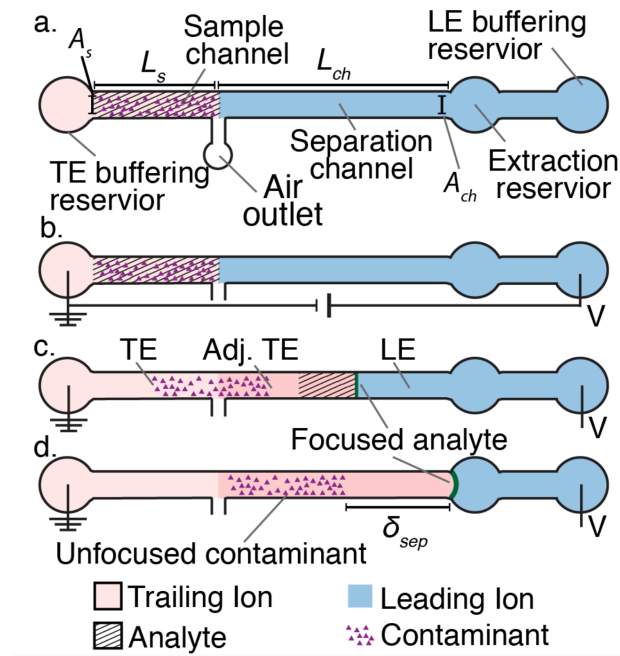 a.
A_s
Sample
channel
L_s
L_ch
LE buffering
reservior
TE buffering
reservior
Air
outlet
Separation
channel
A_ch
Extraction
reservior
b.
V
c.
TE
Adj. TE
LE
V
Focused analyte
d.
δ_sep
V
Unfocused contaminant
Trailing Ion
Leading Ion
Analyte
Contaminant